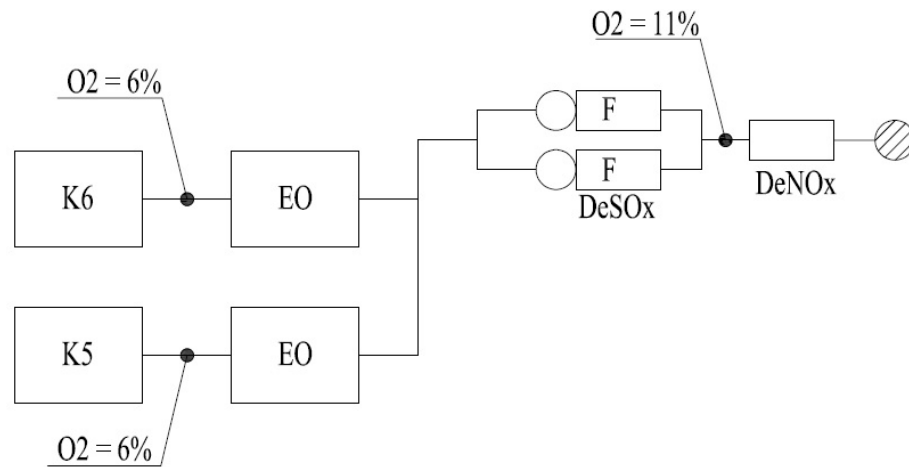 O2 = 6%
O2 = 11%
K6
EO
F
F
DeSOx
DeNOx
K5
EO
O2 = 6%